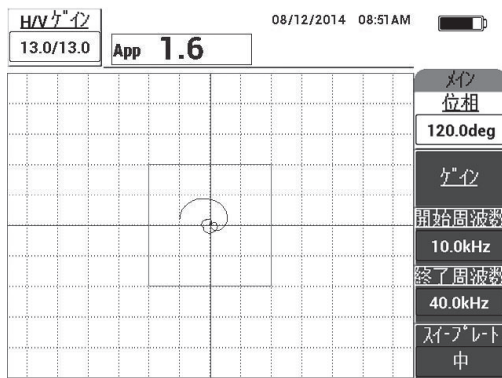 H/Vゲイン
13.0/13.0
App 1.6
08/12/2014 08:51AM
メイン
位相
120.0deg
ゲイン
開始周波数
10.0kHz
終了周波数
40.0kHz
スイープレート
中